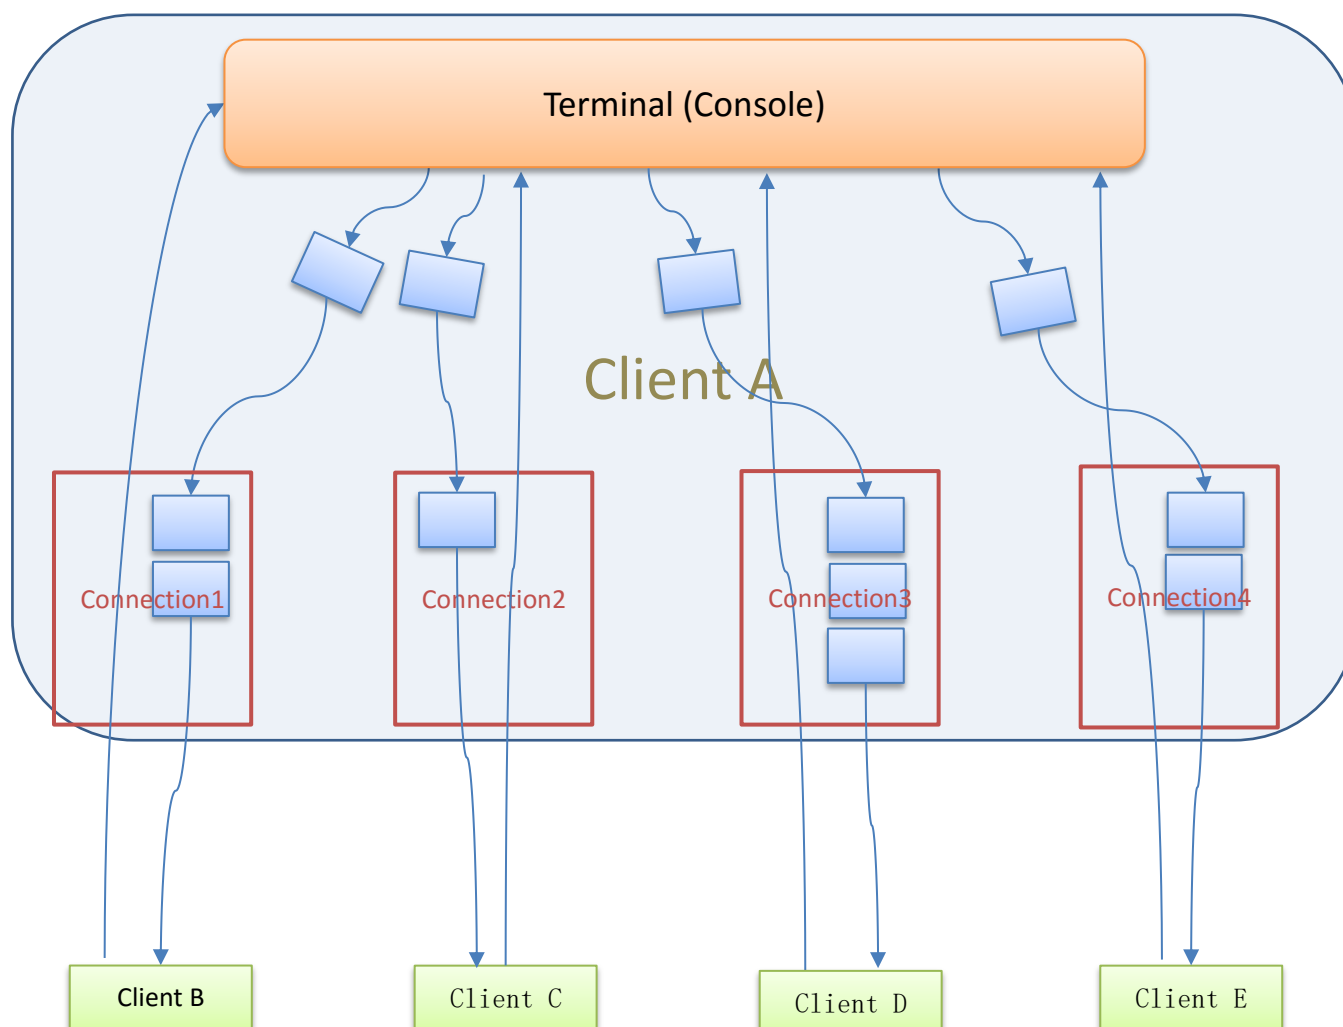 Terminal (Console)
Client A
Connection1
Connection2
Connection3
Connection4
Client B
Client C
Client D
Client E